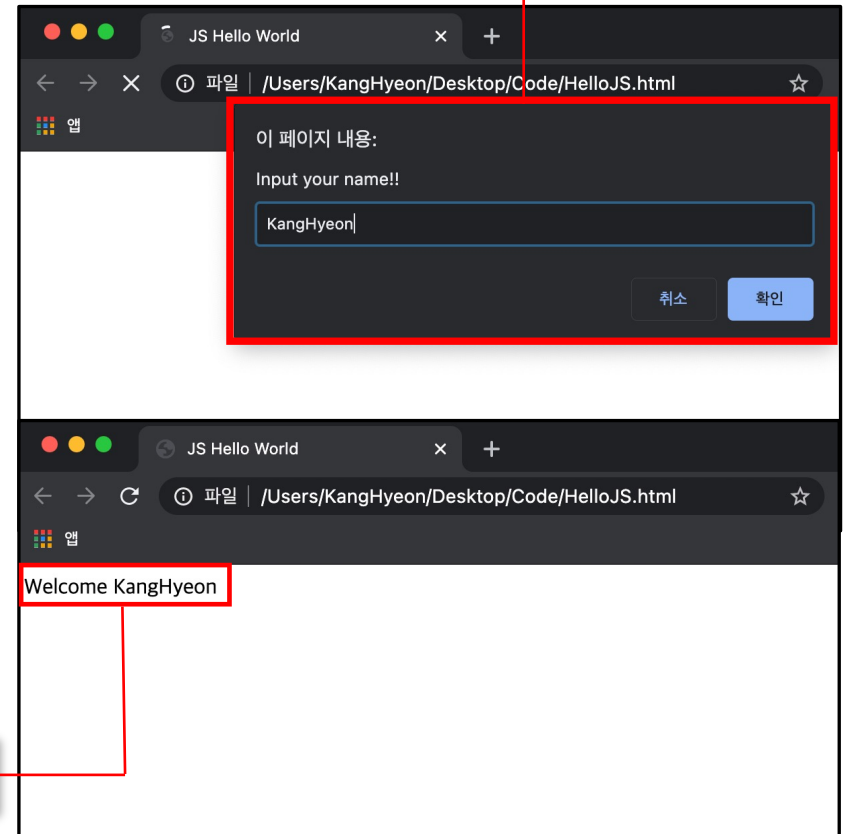 JS Hello World
파일 /Users/KangHyeon/Desktop/Code/HelloJS.html
앱
이 페이지 내용:
Input your name!!
KangHyeon
취소 확인
JS Hello World
파일 /Users/KangHyeon/Desktop/Code/HelloJS.html
앱
Welcome KangHyeon